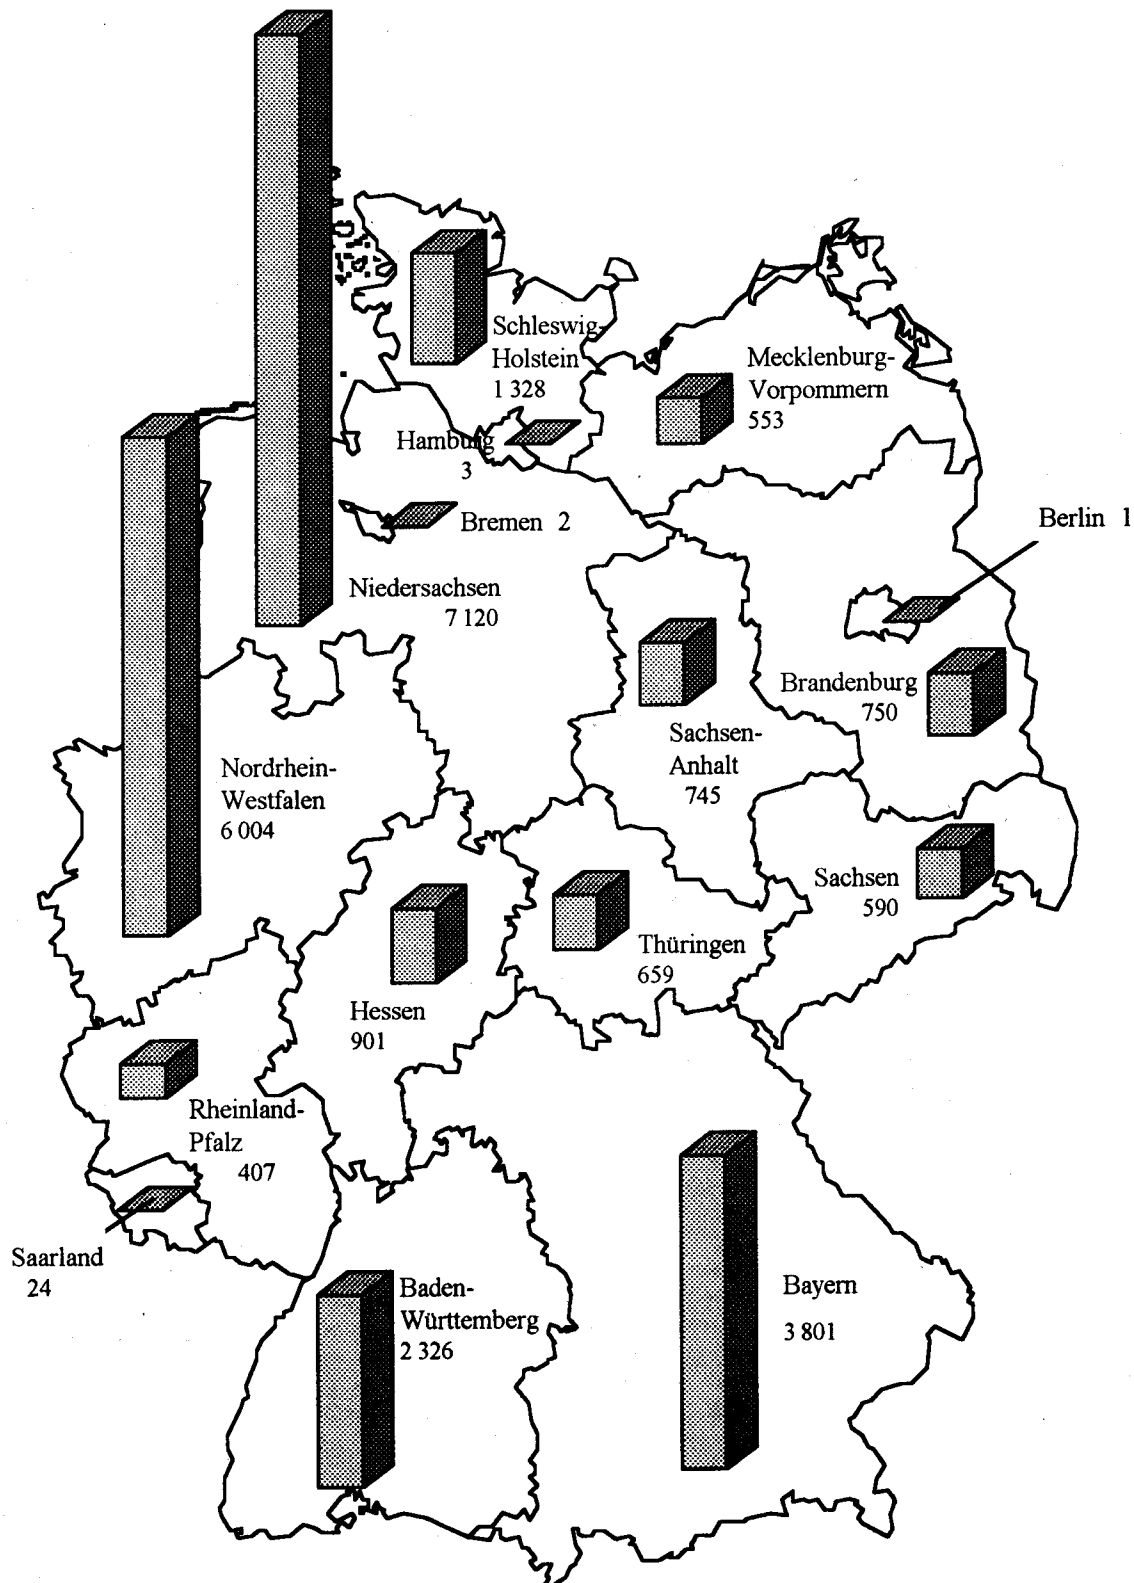 Schleswig-
Holstein
1 328
Mecklenburg-
Vorpommern
553
Hamburg
3
Bremen 2
Berlin 1
Niedersachsen
7 120
Brandenburg
750
Sachsen-
Anhalt
745
Nordrhein-
Westfalen
6 004
Sachsen
590
Thüringen
659
Hessen
901
Rheinland-
Pfalz
407
Saarland
24
Baden-
Württemberg
2 326
Bayern
3 801